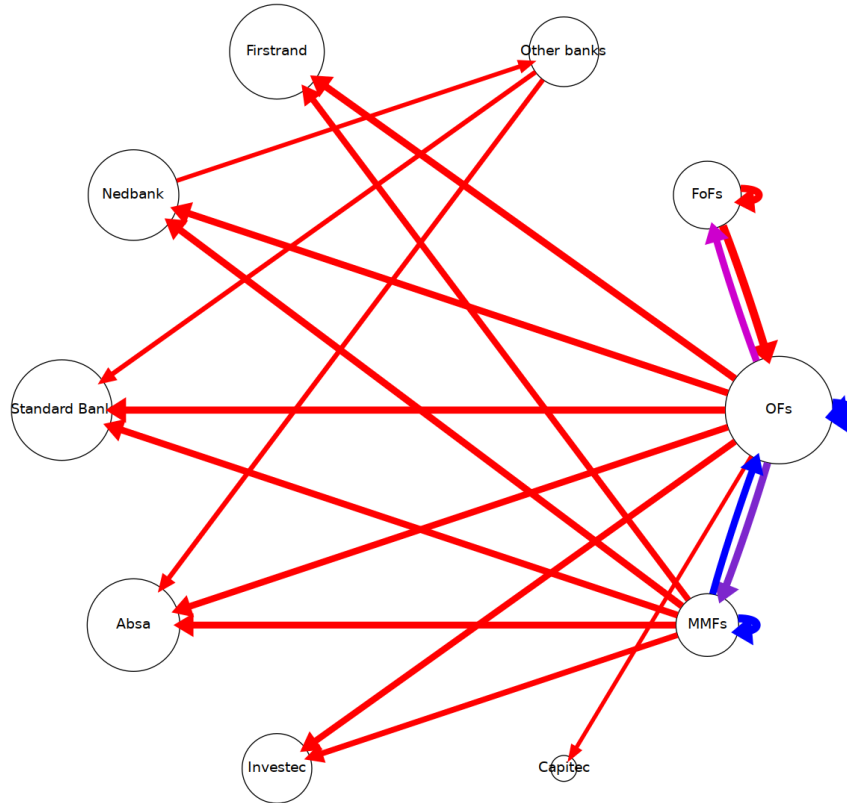 Firstrand
Other banks
Nedbank
FoFs
Standard Bank
OFs
Absa
MMFs
Investec
Capitec